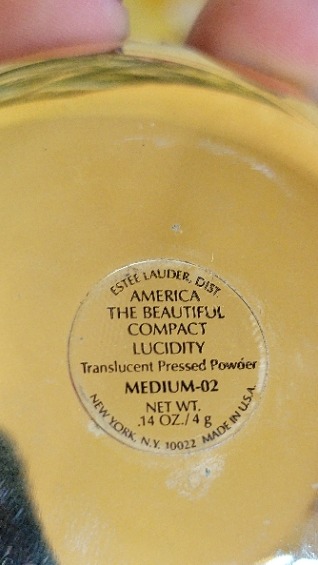 ESTEE LAUDER, DIST.
AMERICA
THE BEAUTIFUL
COMPACT
LUCIDITY
Translucent Pressed Powder
MEDIUM-02
NET WT.
.14 OZ./4 g
NEW YORK, N.Y. 10022 MADE IN U.S.A.